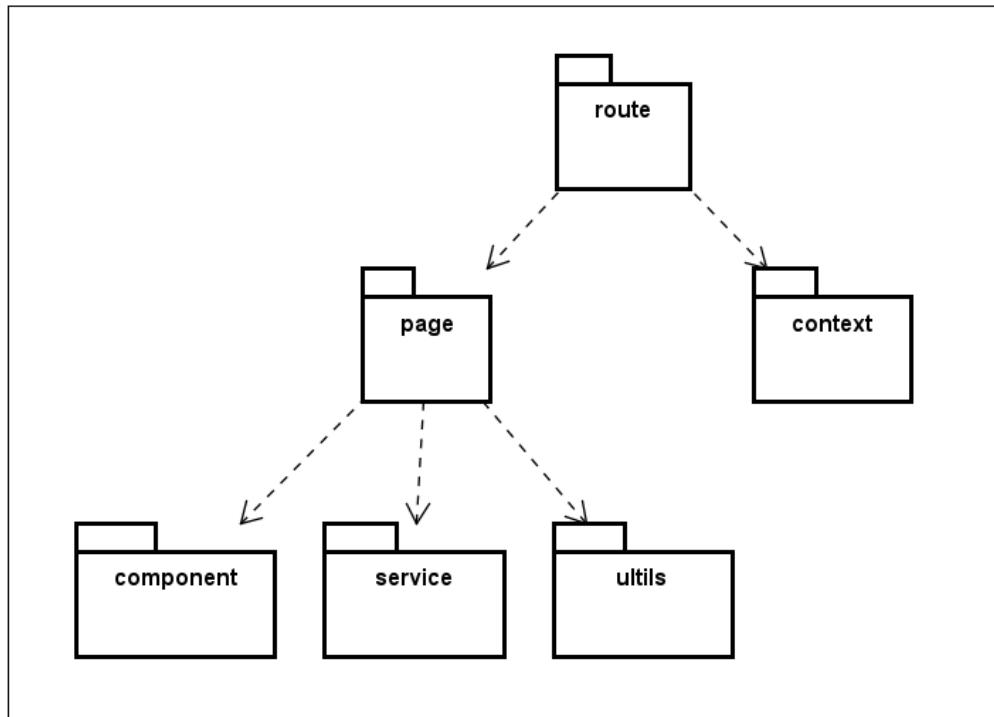 route
page
context
component
service
ultils